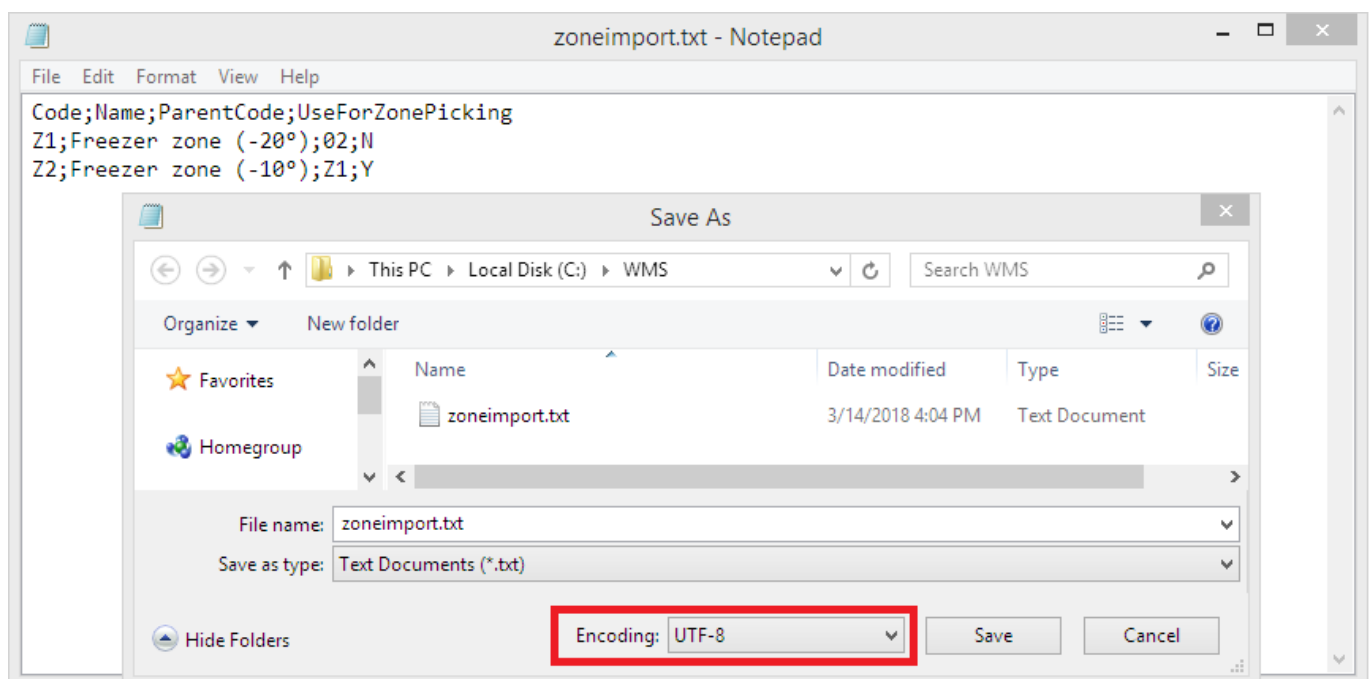 zoneimport.txt - Notepad
File Edit Format View Help
Code;Name;ParentCode;UseForZonePicking
Z1;Freezer zone (-20º);02;N
Z2;Freezer zone (-10º);Z1;Y
Save As
This PC Local Disk (C:) WMS Search WMS
Organize New folder
Favorites Name Date modified Type Size
zoneimport.txt 3/14/2018 4:04 PM Text Document
Homegroup
File name: zoneimport.txt
Save as type: Text Documents (*.txt)
Hide Folders Encoding: UTF-8 Save Cancel